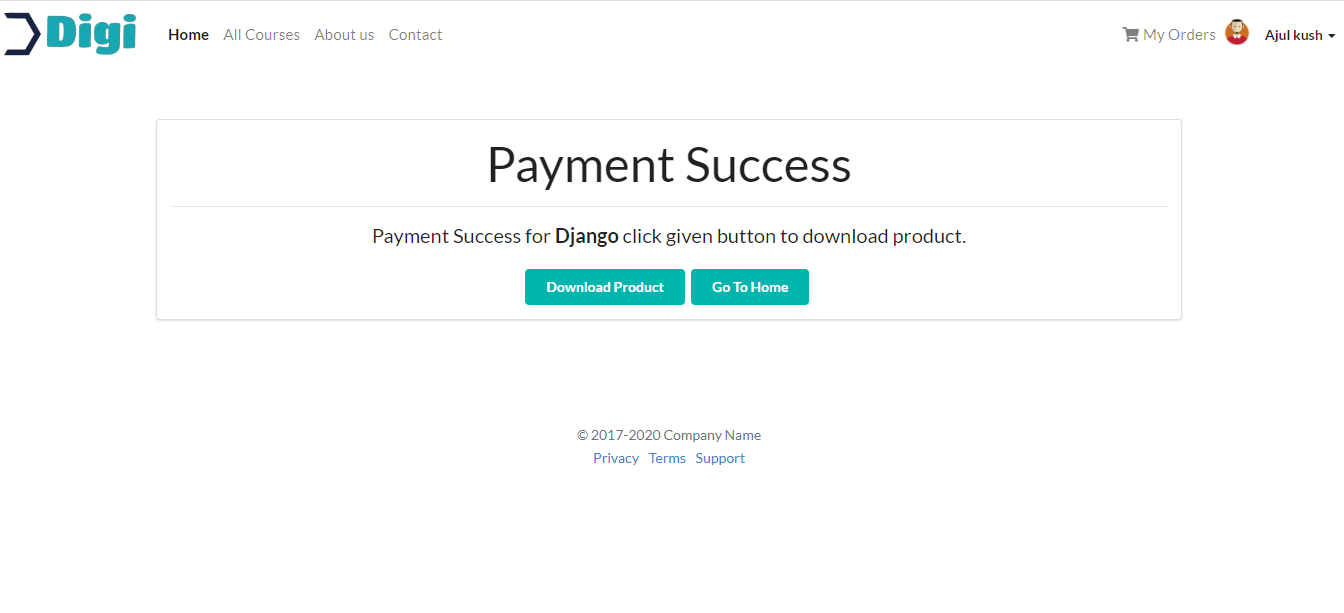 Digi Home All Courses About us Contact My Orders Ajul kush
Payment Success
Payment Success for Django click given button to download product.
Download Product Go To Home
© 2017-2020 Company Name
Privacy Terms Support